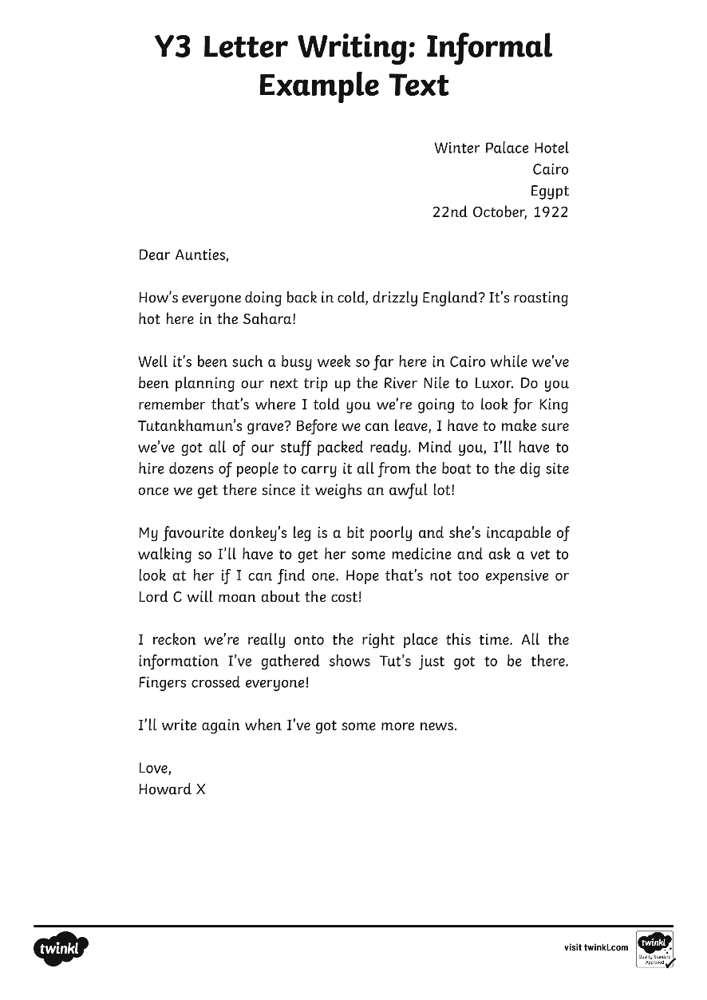 Y3 Letter Writing: Informal
Example Text
Winter Palace Hotel
Cairo
Egypt
22nd October, 1922
Dear Aunties,
How's everyone doing back in cold, drizzly England? It's roasting
hot here in the Sahara!
Well it's been such a busy week so far here in Cairo while we've
been planning our next trip up the River Nile to Luxor. Do you
remember that's where I told you we're going to look for King
Tutankhamun's grave? Before we can leave, I have to make sure
we've got all of our stuff packed ready. Mind you, I'll have to
hire dozens of people to carry it all from the boat to the dig site
once we get there since it weighs an awful lot!
My favourite donkey's leg is a bit poorly and she's incapable of
walking so I'll have to get her some medicine and ask a vet to
look at her if I can find one. Hope that's not too expensive or
Lord C will moan about the cost!
I reckon we're really onto the right place this time. All the
information I've gathered shows Tut's just got to be there.
Fingers crossed everyone!
I'll write again when I've got some more news.
Love,
Howard X
twinkl
visit twinkl.com
twinkl
Quality Standard
Approved